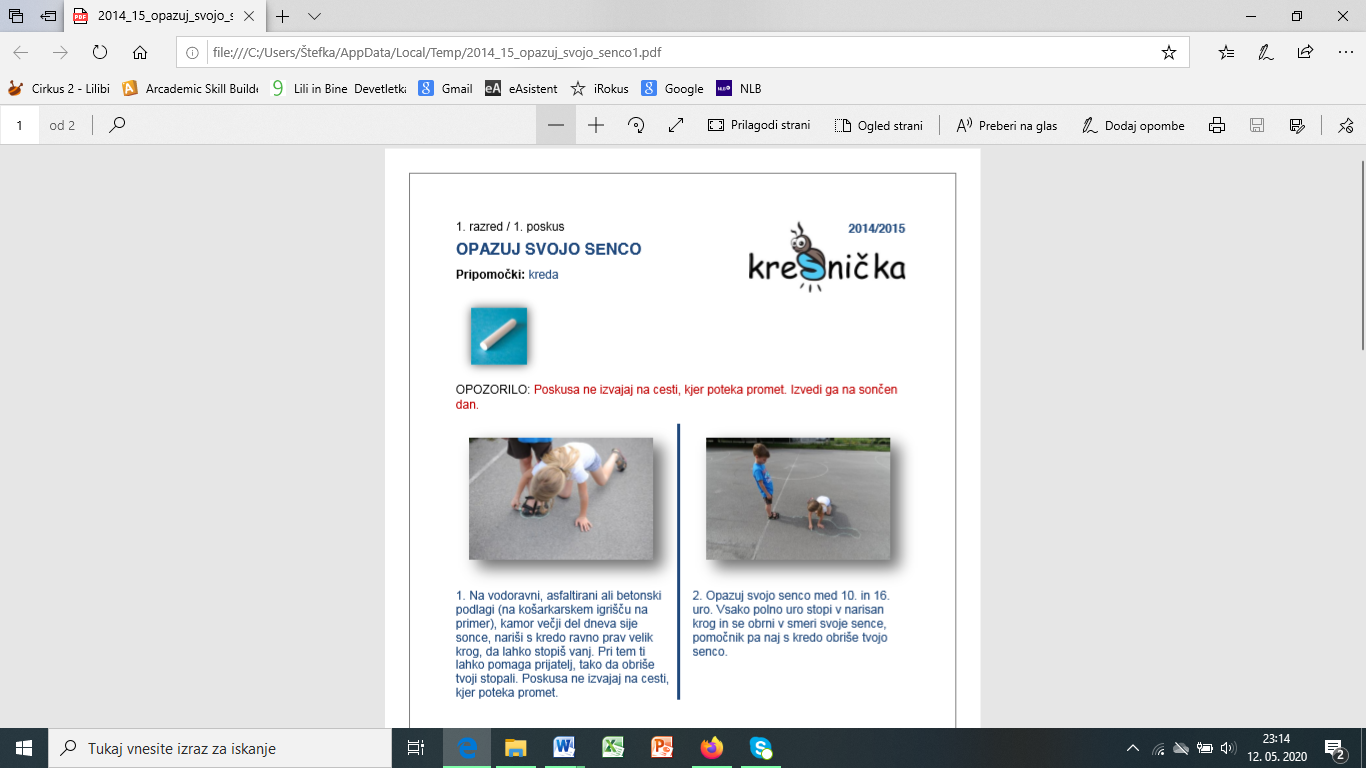 2014_15_opazuj_svojo_s
file:///C:/Users/Štefka/AppData/Local/Temp/2014_15_opazuj_svojo_senco1.pdf
Cirkus 2 - Lilibi
Arcademic Skill Builde
Lili in Bine Devetletka
Gmail
eAsistent
iRokus
Google
NLB
1 od 2
Prilagodi strani
Ogled strani
Preberi na glas
Dodaj opombe
1. razred / 1. poskus
2014/2015
OPAZUJ SVOJO SENCO
kresnička
Pripomočki: kreda
OPOZORILO: Poskusa ne izvajaj na cesti, kjer poteka promet. Izvedi ga na sončen
dan.
1. Na vodoravni, asfaltirani ali betonski
podlagi (na košarkarskem igrišču na
primer), kamor večji del dneva sije
sonce, nariši s kredo ravno prav velik
krog, da lahko stopiš vanj. Pri tem ti
lahko pomaga prijatelj, tako da obriše
tvoji stopali. Poskusa ne izvajaj na cesti,
kjer poteka promet.
2. Opazuj svojo senco med 10. in 16.
uro. Vsako polno uro stopi v narisan
krog in se obrni v smeri svoje sence,
pomočnik pa naj s kredo obriše tvojo
senco.
Tukaj vnesite izraz za iskanje
23:14
12. 05. 2020
2